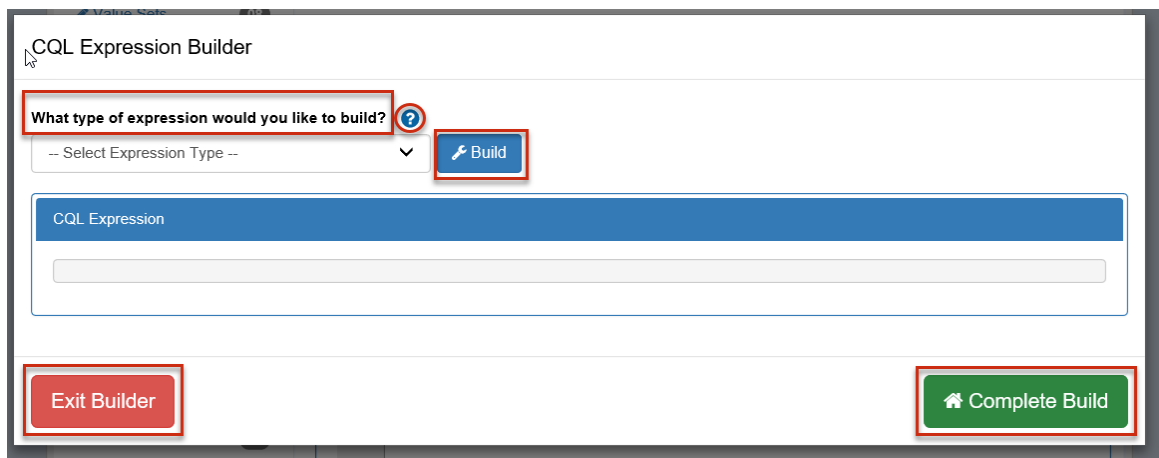 Value Sets
CQL Expression Builder
What type of expression would you like to build? ?
-- Select Expression Type --
Build
CQL Expression
Exit Builder
Complete Build